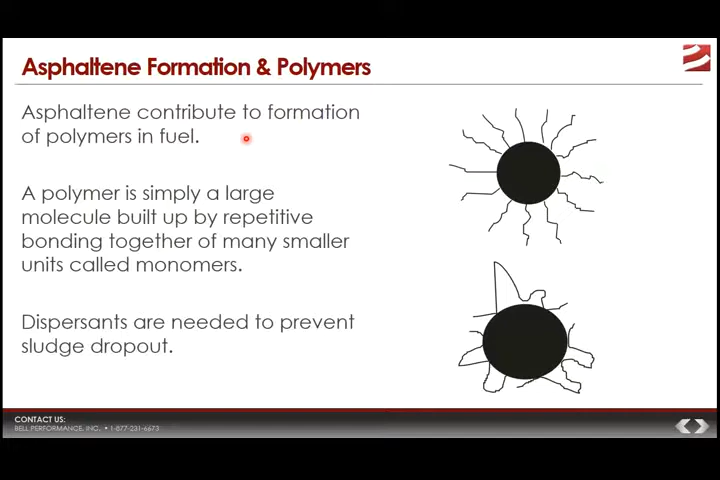 Asphaltene Formation & Polymers
Asphaltene contribute to formation
of polymers in fuel.
A polymer is simply a large
molecule built up by repetitive
bonding together of many smaller
units called monomers.
Dispersants are needed to prevent
sludge dropout.
CONTACT US:
BELL PERFORMANCE, INC. • 1-877-231-6673